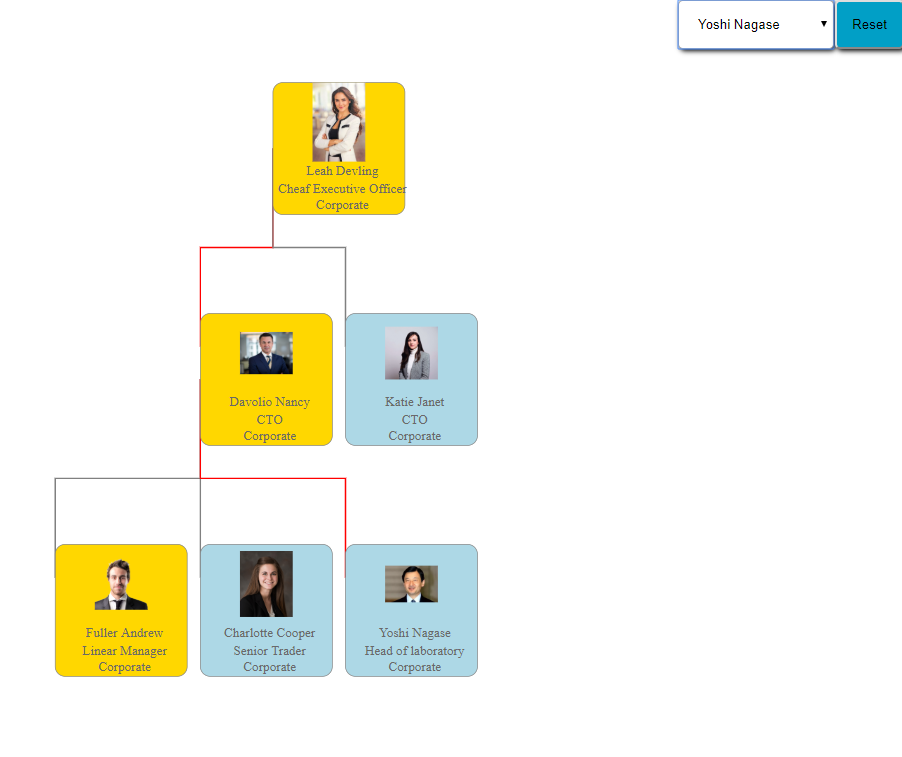 Yoshi Nagase
Reset
Leah Devling
Cheaf Executive Officer
Corporate
Davolio Nancy
CTO
Corporate
Katie Janet
CTO
Corporate
Fuller Andrew
Linear Manager
Corporate
Charlotte Cooper
Senior Trader
Corporate
Yoshi Nagase
Head of laboratory
Corporate